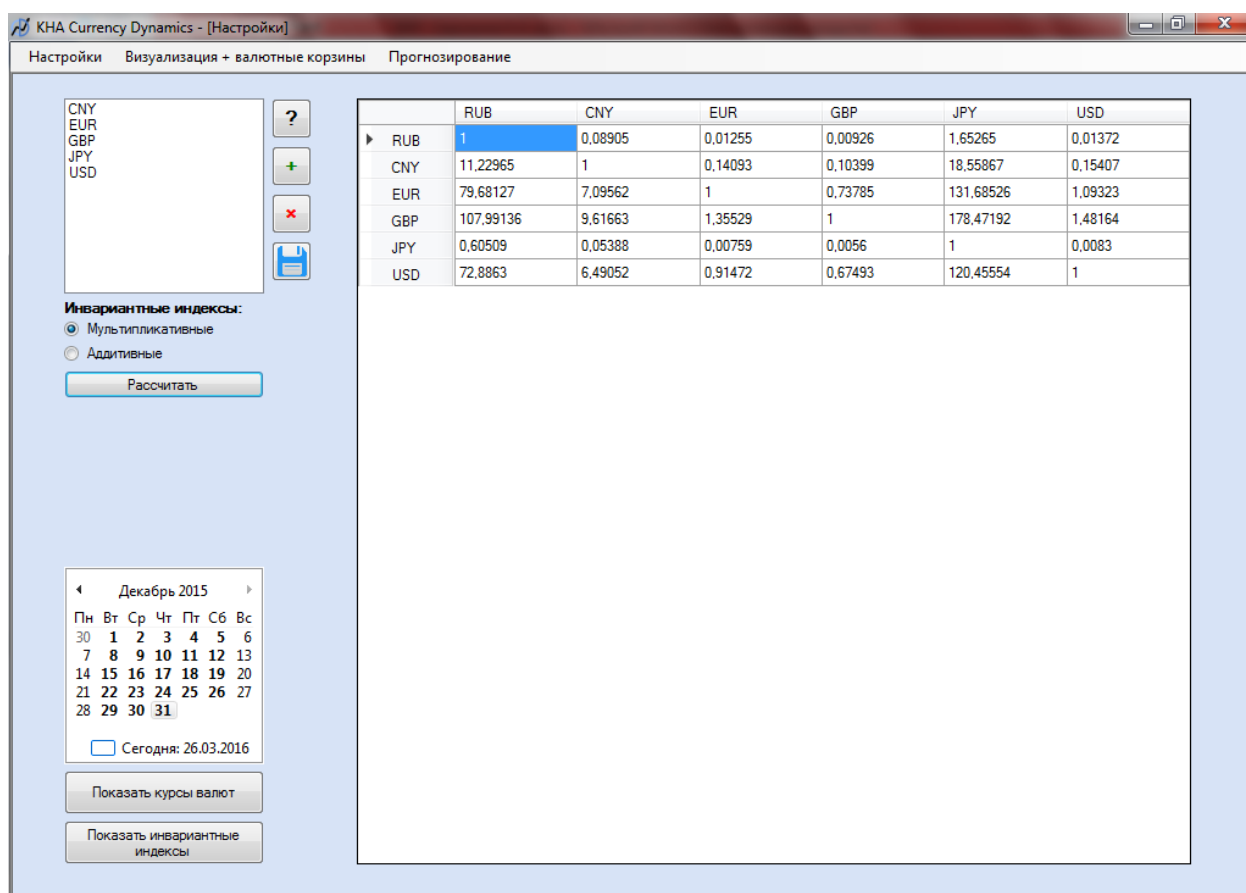 KHA Currency Dynamics - [Настройки]
Настройки Визуализация + валютные корзины Прогнозирование
CNY
EUR
GBP
JPY
USD
?
+
Инвариантные индексы:
Мультипликативные
Аддитивные
Рассчитать
RUB CNY EUR GBP JPY USD
RUB 1 0,08905 0,01255 0,00926 1,65265 0,01372
CNY 11,22965 1 0,14093 0,10399 18,55867 0,15407
EUR 79,68127 7,09562 1 0,73785 131,68526 1,09323
GBP 107,99136 9,61663 1,35529 1 178,47192 1,48164
JPY 0,60509 0,05388 0,00759 0,0056 1 0,0083
USD 72,8863 6,49052 0,91472 0,67493 120,45554 1
Декабрь 2015
Пн Вт Ср Чт Пт Сб Вс
30 1 2 3 4 5 6
7 8 9 10 11 12 13
14 15 16 17 18 19 20
21 22 23 24 25 26 27
28 29 30 31
Сегодня: 26.03.2016
Показать курсы валют
Показать инвариантные
индексы